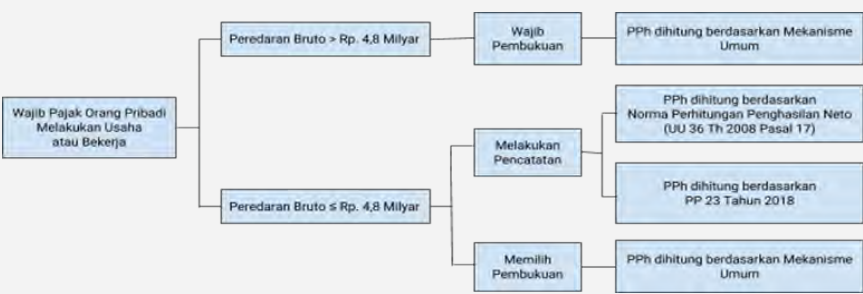 Wajib Pajak Orang Pribadi
Melakukan Usaha
atau Bekerja
Peredaran Bruto > Rp. 4,8 Milyar
Wajib
Pembukuan
PPh dihitung berdasarkan Mekanisme
Umum
Peredaran Bruto ≤ Rp. 4,8 Milyar
Melakukan
Pencatatan
PPh dihitung berdasarkan
Norma Perhitungan Penghasilan Neto
(UU 36 Th 2008 Pasal 17)
PPh dihitung berdasarkan
PP 23 Tahun 2018
Memilih
Pembukuan
PPh dihitung berdasarkan Mekanisme
Umum